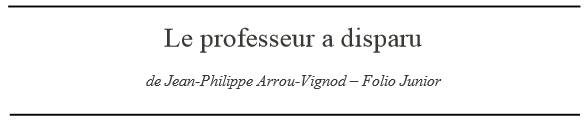 Le professeur a disparu
de Jean-Philippe Arrou-Vignod – Folio Junior